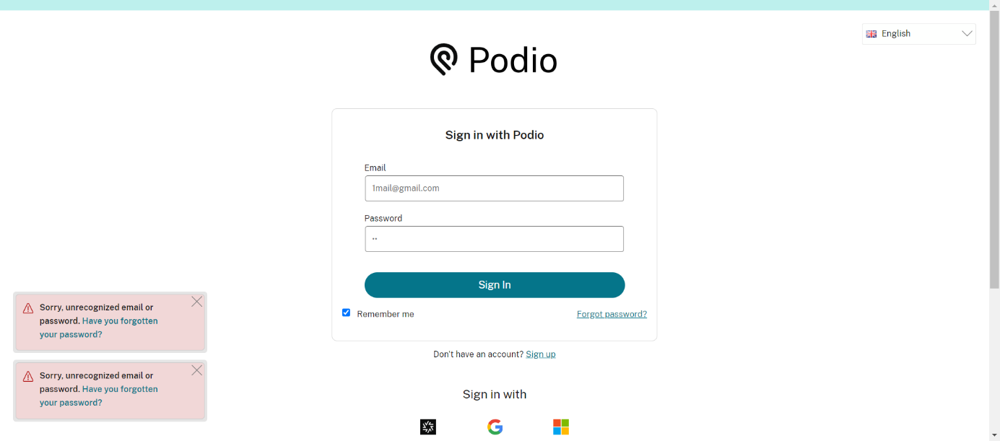 English
Podio
Sign in with Podio
Email
1mail@gmail.com
Password
••
Sign In
Remember me
Forgot password?
Don't have an account? Sign up
Sign in with
Sorry, unrecognized email or
password. Have you forgotten
your password?
Sorry, unrecognized email or
password. Have you forgotten
your password?